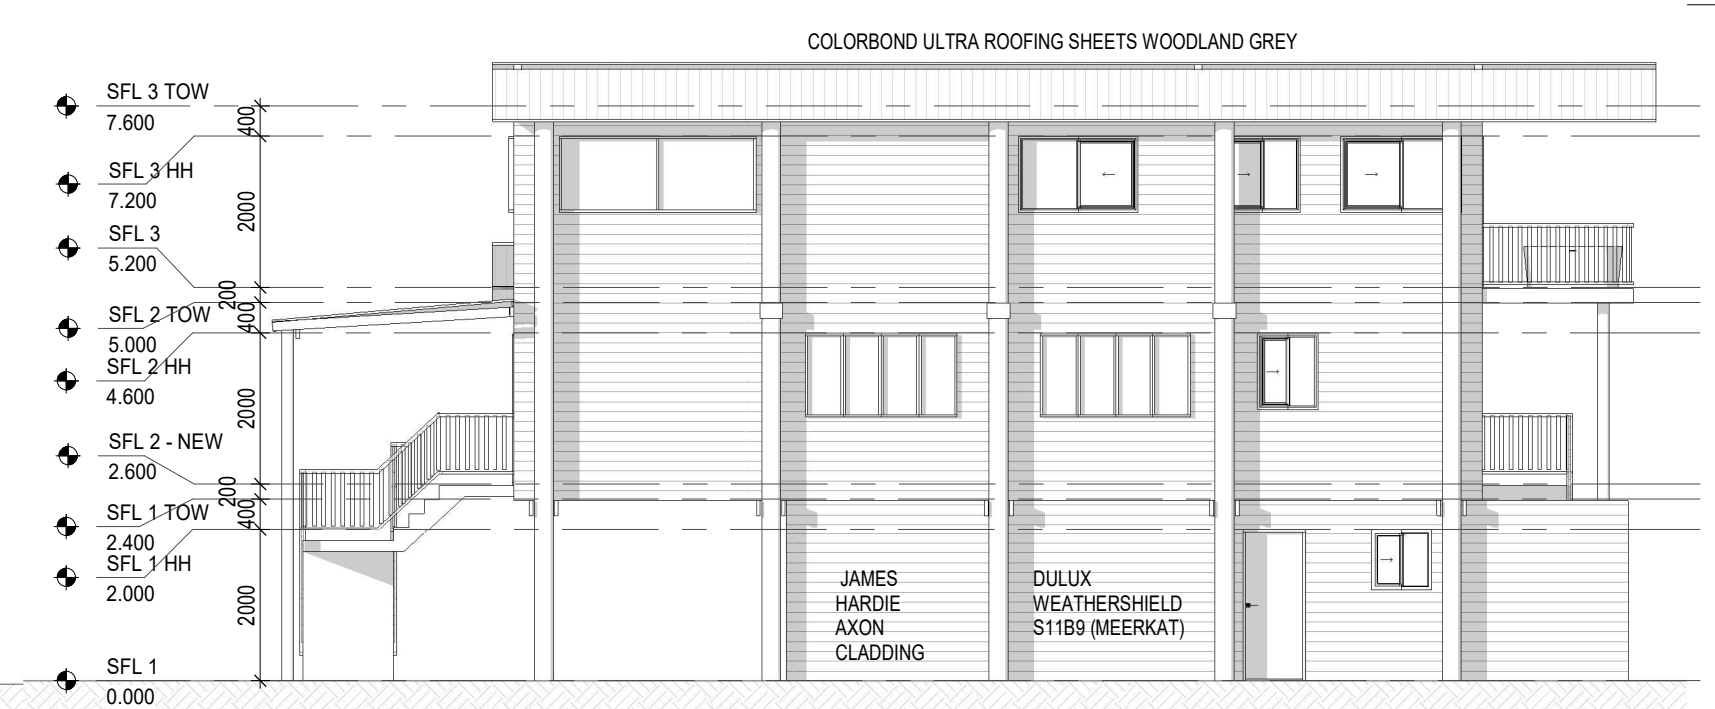 COLORBOND ULTRA ROOFING SHEETS WOODLAND GREY
SFL 3 TOW
7.600
400
SFL 3 HH
7.200
2000
SFL 3
5.200
200
SFL 2 TOW
5.000
400
SFL 2 HH
4.600
2000
SFL 2 - NEW
2.600
200
SFL 1 TOW
2.400
400
SFL 1 HH
2.000
2000
JAMES
HARDIE
AXON
CLADDING
DULUX
WEATHERSHIELD
S11B9 (MEERKAT)
SFL 1
0.000